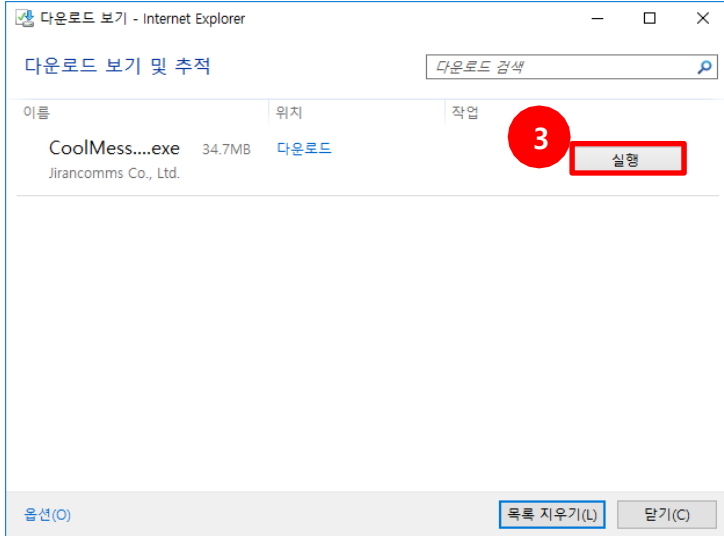 다운로드 보기 - Internet Explorer
다운로드 보기 및 추적
다운로드 검색
이름 위치 작업
CoolMess....exe 34.7MB 다운로드
3
실행
Jirancomms Co., Ltd.
옵션(O) 목록 지우기(L) 닫기(C)